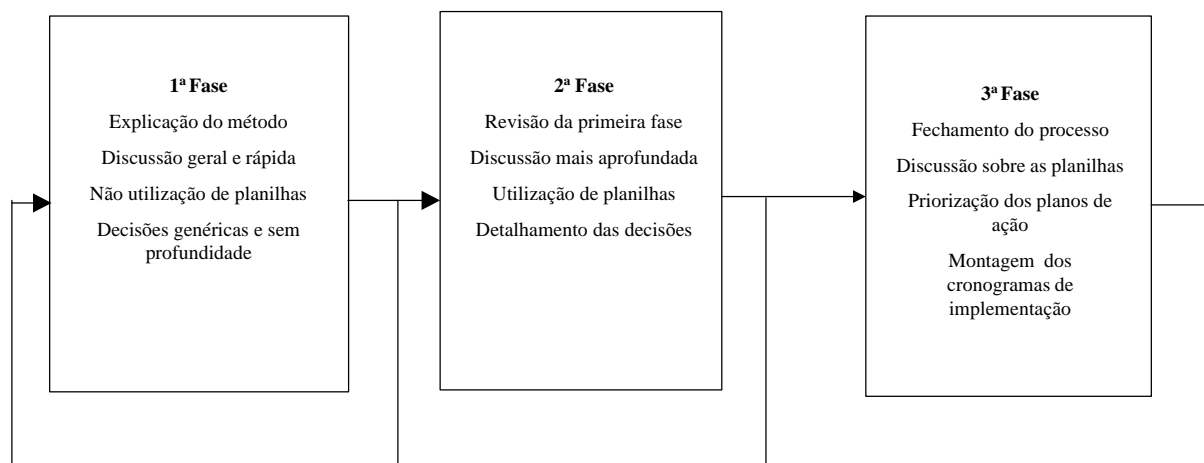 1ª Fase
Explicação do método
Discussão geral e rápida
Não utilização de planilhas
Decisões genéricas e sem
profundidade
2ª Fase
Revisão da primeira fase
Discussão mais aprofundada
Utilização de planilhas
Detalhamento das decisões
3ª Fase
Fechamento do processo
Discussão sobre as planilhas
Priorização dos planos de
ação
Montagem dos
cronogramas de
implementação